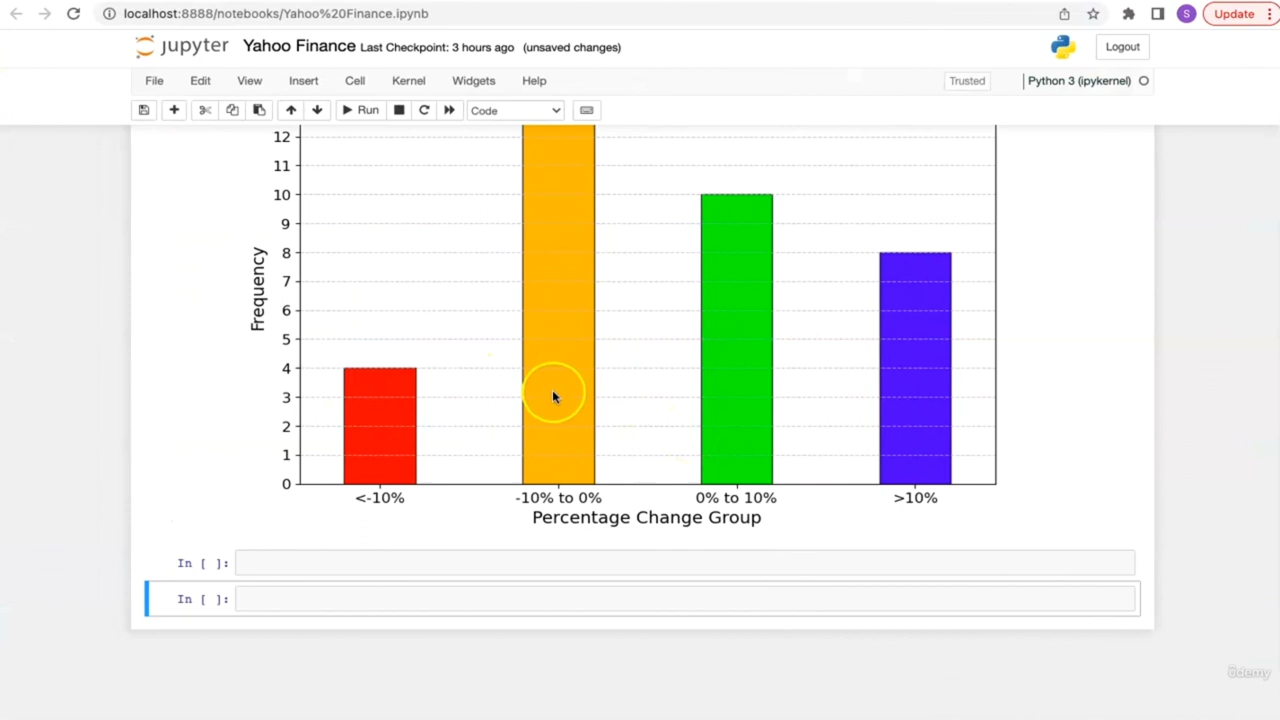 localhost:8888/notebooks/Yahoo%20Finance.ipynb
S
Update
jupyter Yahoo Finance Last Checkpoint: 3 hours ago (unsaved changes)
Logout
File Edit View Insert Cell Kernel Widgets Help
Trusted
Python 3 (ipykernel)
Run
Code
12
11
10
9
8
7
6
5
4
3
2
1
0
Frequency
<-10%
-10% to 0%
0% to 10%
>10%
Percentage Change Group
In [ ]:
In [ ]:
ûdemy